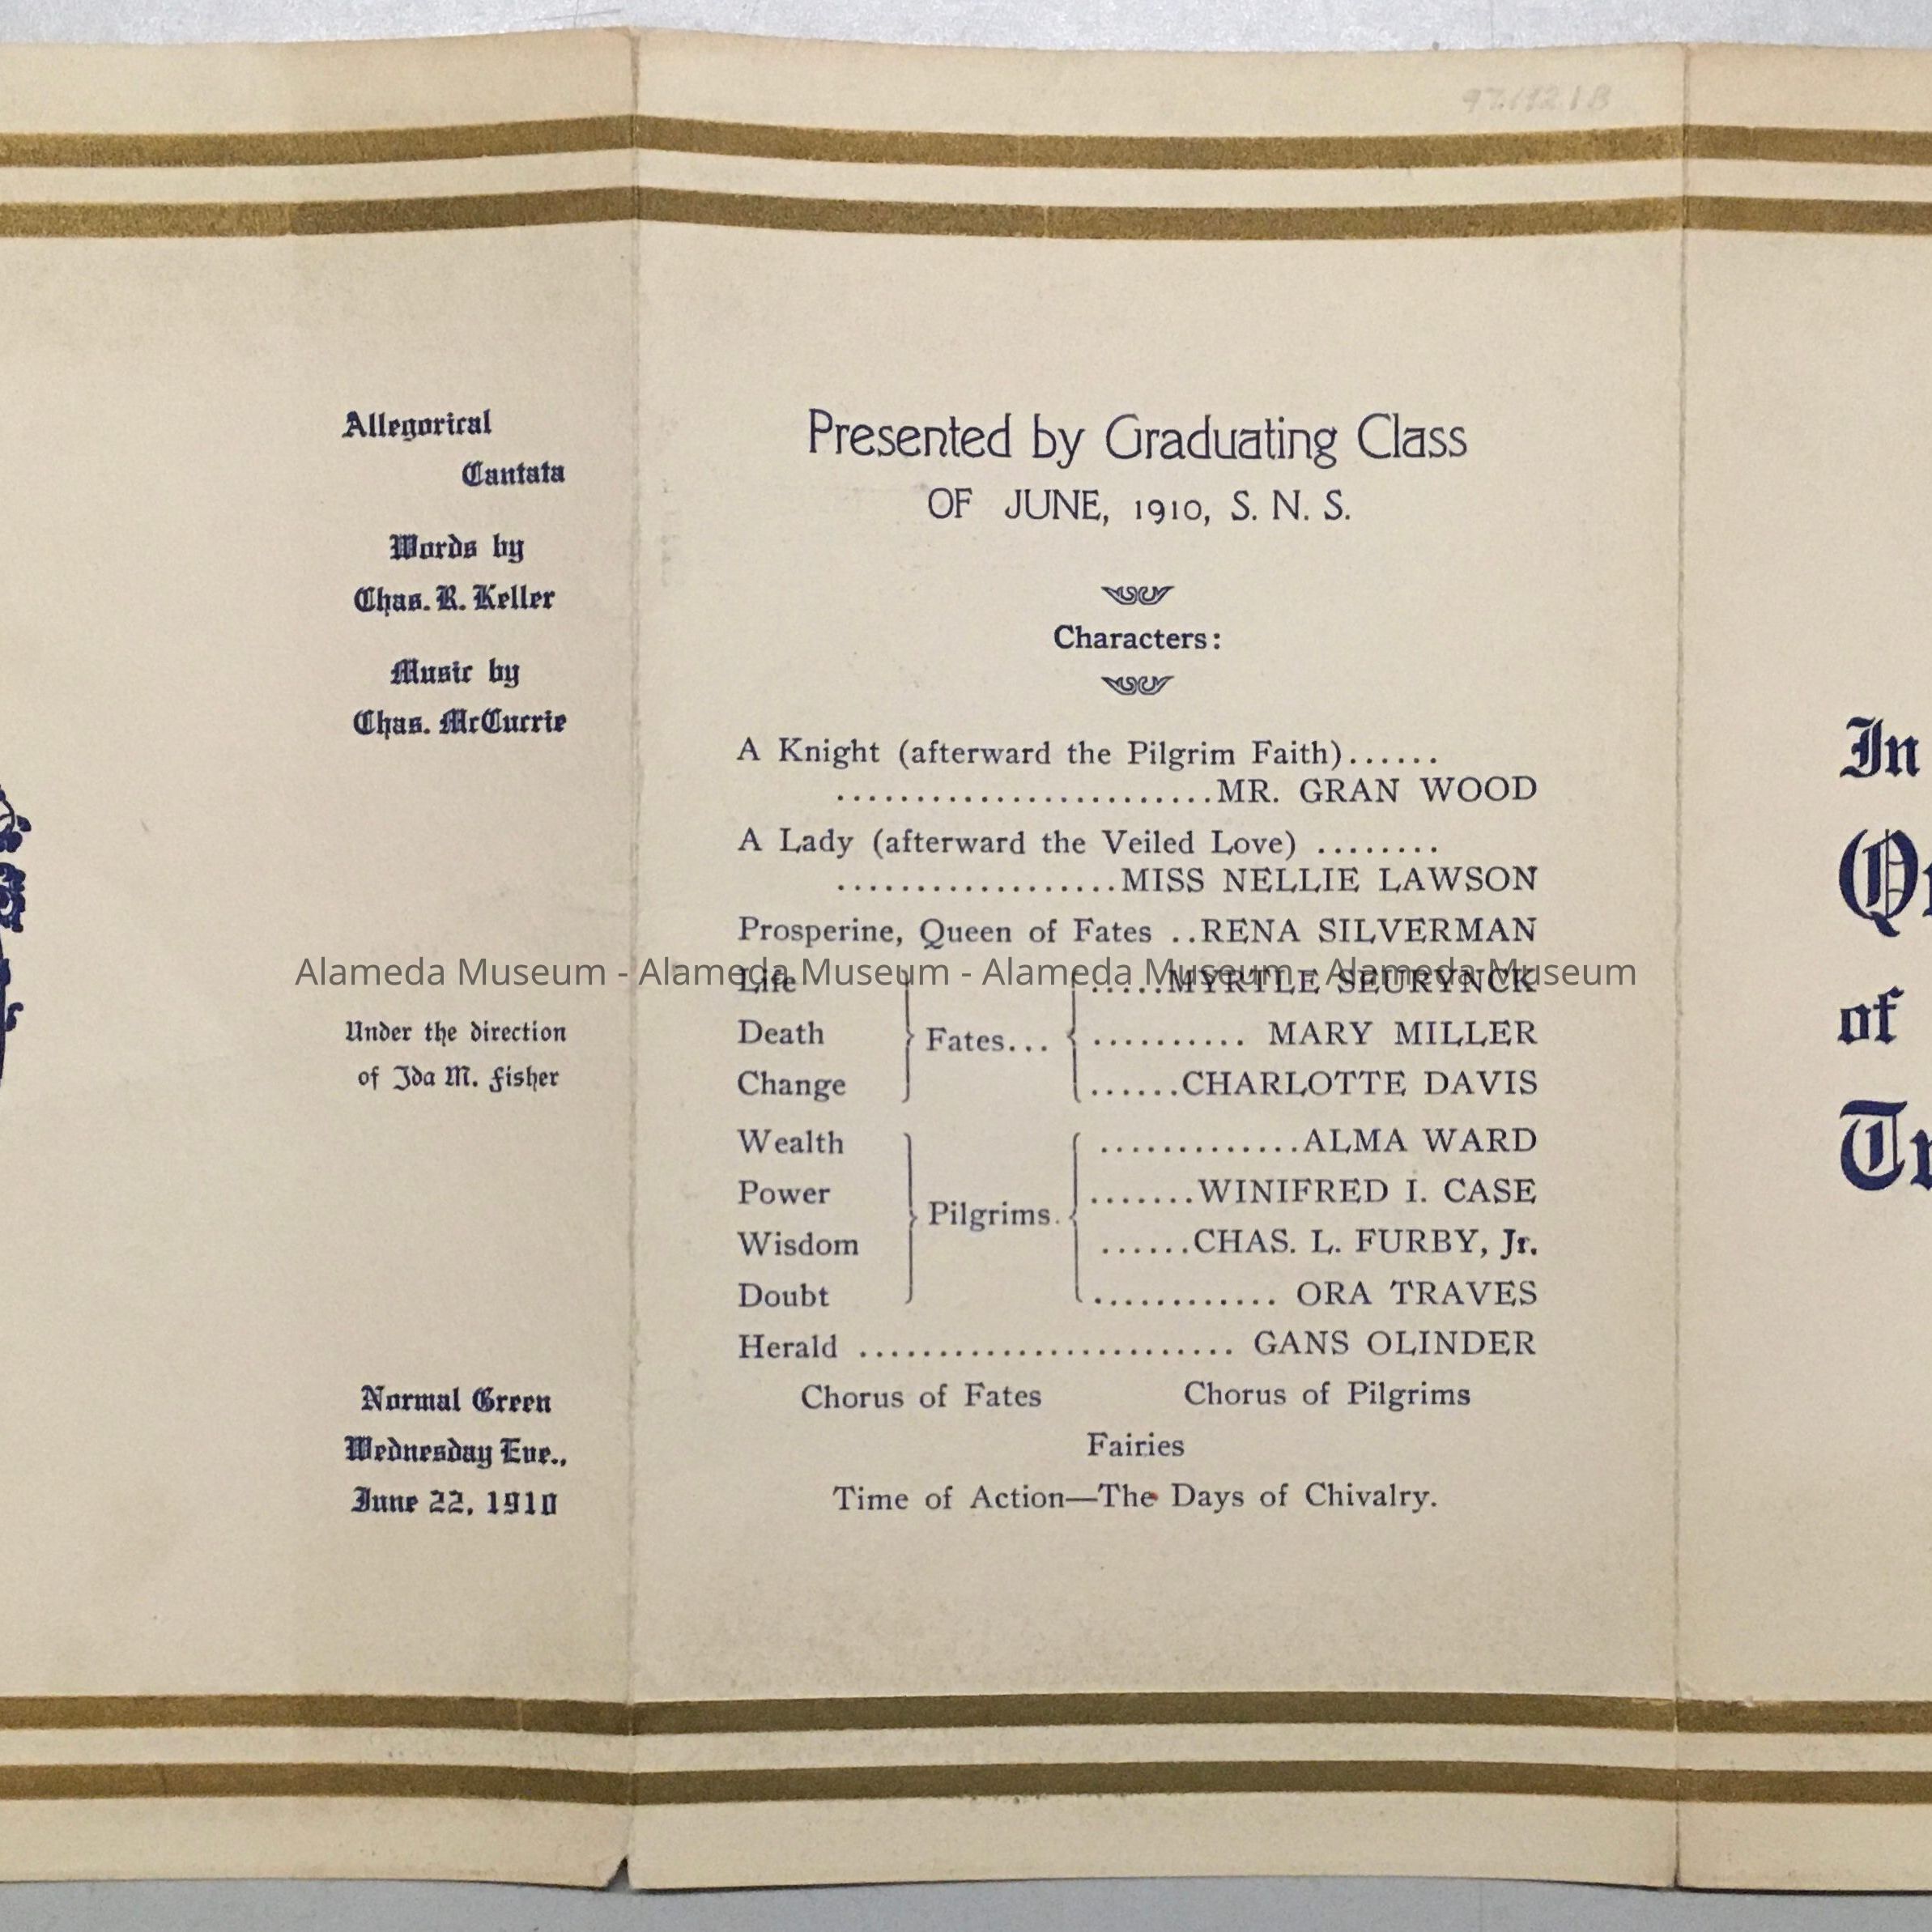 97.142.1B
Allegorical
Cantata
Words by
Chas. R. Keller
Music by
Chas. McCurrie
Under the direction
of Ida M. Fisher
Normal Green
Wednesday Eve.,
June 22, 1910
Presented by Graduating Class
OF JUNE, 1910, S. N. S.
Characters:
A Knight (afterward the Pilgrim Faith)......
........................MR. GRAN WOOD
A Lady (afterward the Veiled Love) ........
..................MISS NELLIE LAWSON
Prosperine, Queen of Fates ..RENA SILVERMAN
Alameda Museum - Alameda Museum - Alameda Museum - Alameda Museum
Life .....MYRTLE SEURYNCK
Death Fates... .......... MARY MILLER
Change ......CHARLOTTE DAVIS
Wealth .............ALMA WARD
Power .......WINIFRED I. CASE
Pilgrims.
Wisdom ......CHAS. L. FURBY, Jr.
Doubt ............ ORA TRAVES
Herald ........................ GANS OLINDER
Chorus of Fates Chorus of Pilgrims
Fairies
Time of Action—The Days of Chivalry.
In
of